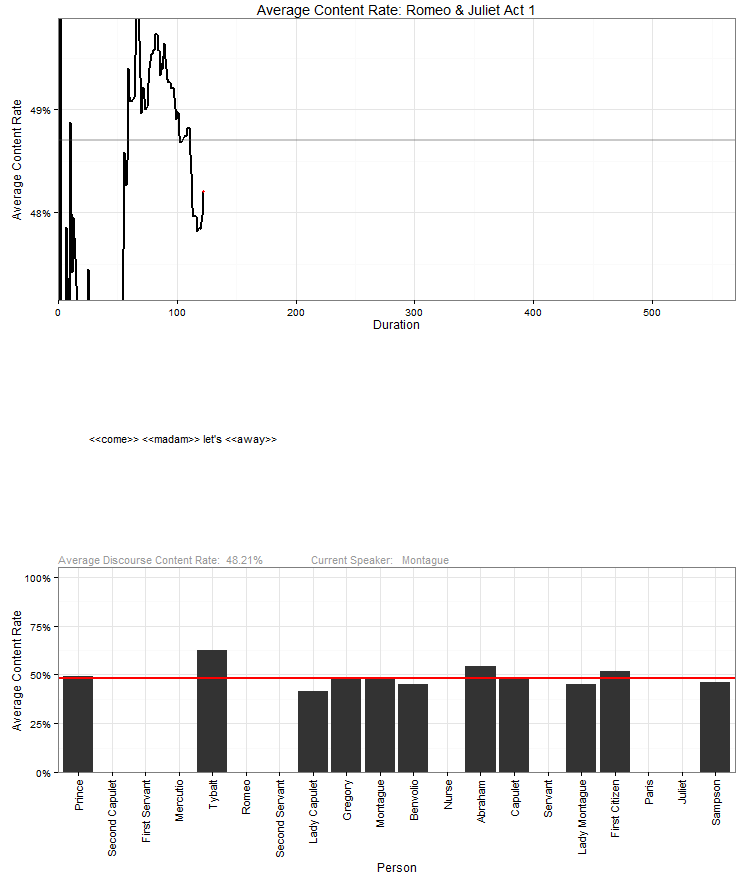 Average Content Rate: Romeo & Juliet Act 1
Average Content Rate
49%
48%
0 100 200 300 400 500
Duration
<<come>> <<madam>> let's <<away>>
Average Discourse Content Rate: 48.21% Current Speaker: Montague
Average Content Rate
100%
75%
50%
25%
0%
Prince
Second Capulet
First Servant
Mercutio
Tybalt
Romeo
Second Servant
Lady Capulet
Gregory
Montague
Benvolio
Nurse
Abraham
Capulet
Servant
Lady Montague
First Citizen
Paris
Juliet
Sampson
Person